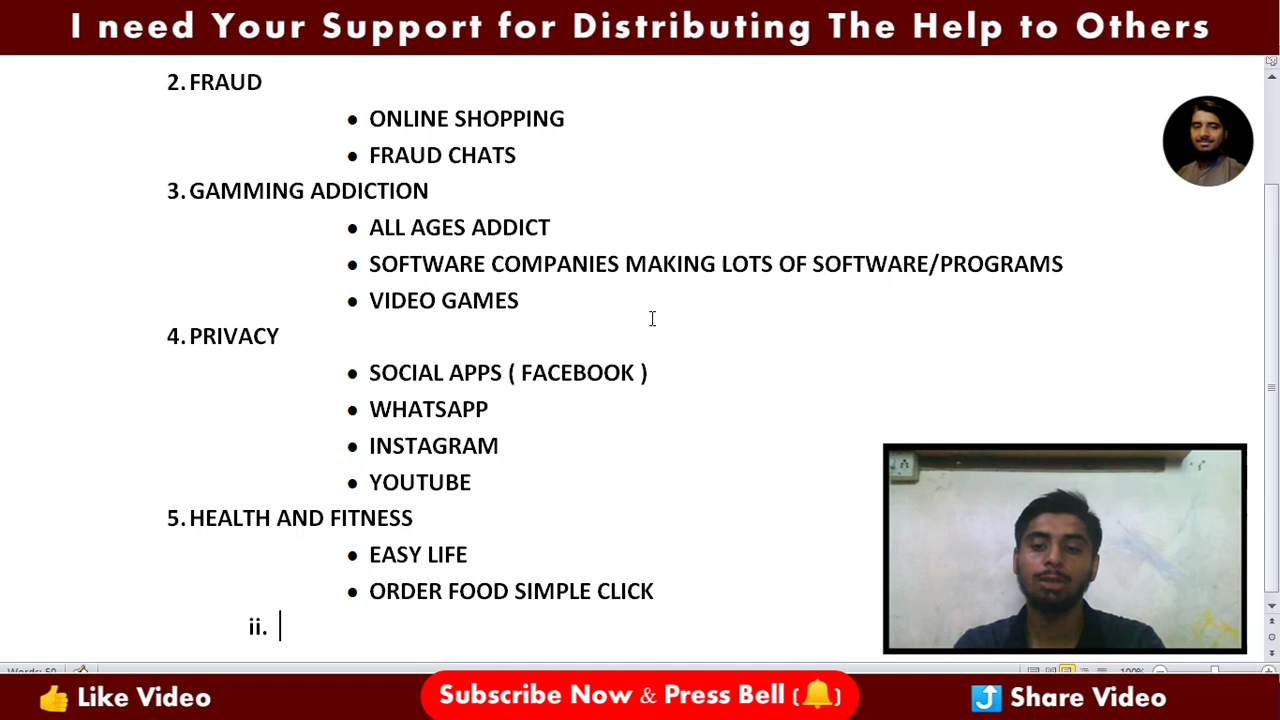 I need Your Support for Distributing The Help to Others
2. FRAUD
• ONLINE SHOPPING
• FRAUD CHATS
3. GAMMING ADDICTION
• ALL AGES ADDICT
• SOFTWARE COMPANIES MAKING LOTS OF SOFTWARE/PROGRAMS
• VIDEO GAMES
4. PRIVACY
• SOCIAL APPS ( FACEBOOK )
• WHATSAPP
• INSTAGRAM
• YOUTUBE
5. HEALTH AND FITNESS
• EASY LIFE
• ORDER FOOD SIMPLE CLICK
ii.
👍 Like Video
Subscribe Now & Press Bell (🔔)
⤴️ Share Video